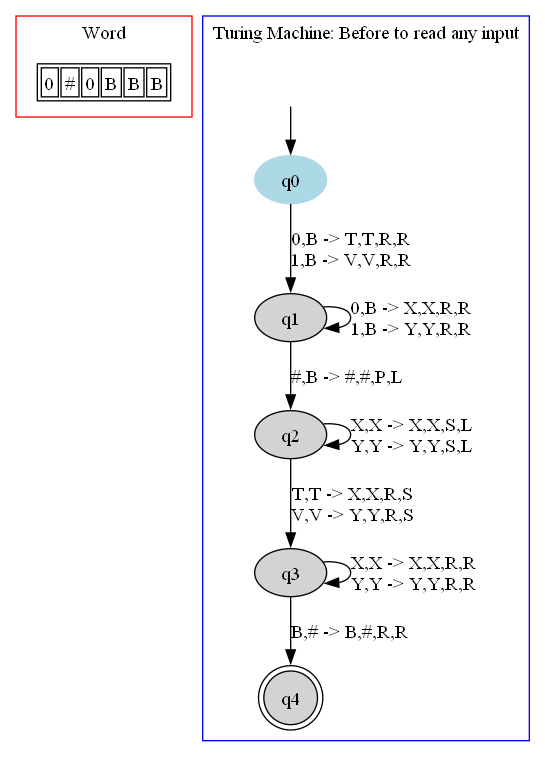 Word
0 # 0 B B B
Turing Machine: Before to read any input
q0
0,B -> T,T,R,R
1,B -> V,V,R,R
q1
0,B -> X,X,R,R
1,B -> Y,Y,R,R
#,B -> #,#,P,L
q2
X,X -> X,X,S,L
Y,Y -> Y,Y,S,L
T,T -> X,X,R,S
V,V -> Y,Y,R,S
q3
X,X -> X,X,R,R
Y,Y -> Y,Y,R,R
B,# -> B,#,R,R
q4